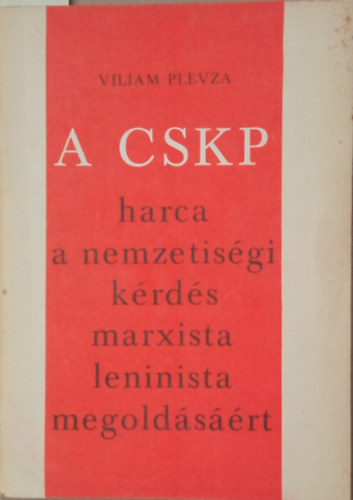 VILIAM PLEVZA
A CSKP
harca
a nemzetiségi
kérdés
marxista
leninista
megoldásáért